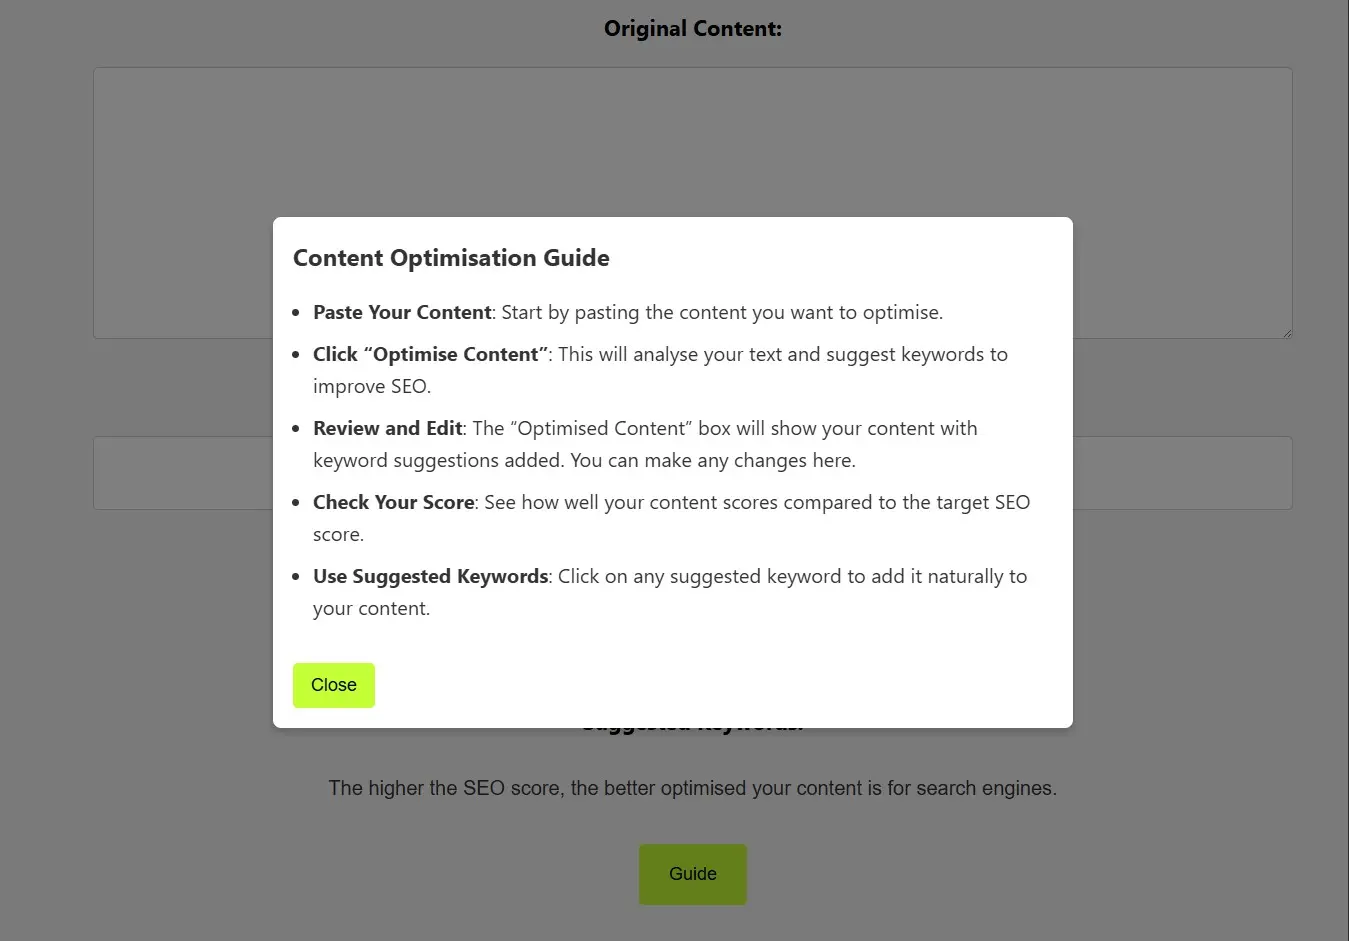 Original Content:
Content Optimisation Guide
Paste Your Content: Start by pasting the content you want to optimise.
Click “Optimise Content”: This will analyse your text and suggest keywords to
improve SEO.
Review and Edit: The “Optimised Content” box will show your content with
keyword suggestions added. You can make any changes here.
Check Your Score: See how well your content scores compared to the target SEO
score.
Use Suggested Keywords: Click on any suggested keyword to add it naturally to
your content.
Close
Suggested Keywords:
The higher the SEO score, the better optimised your content is for search engines.
Guide